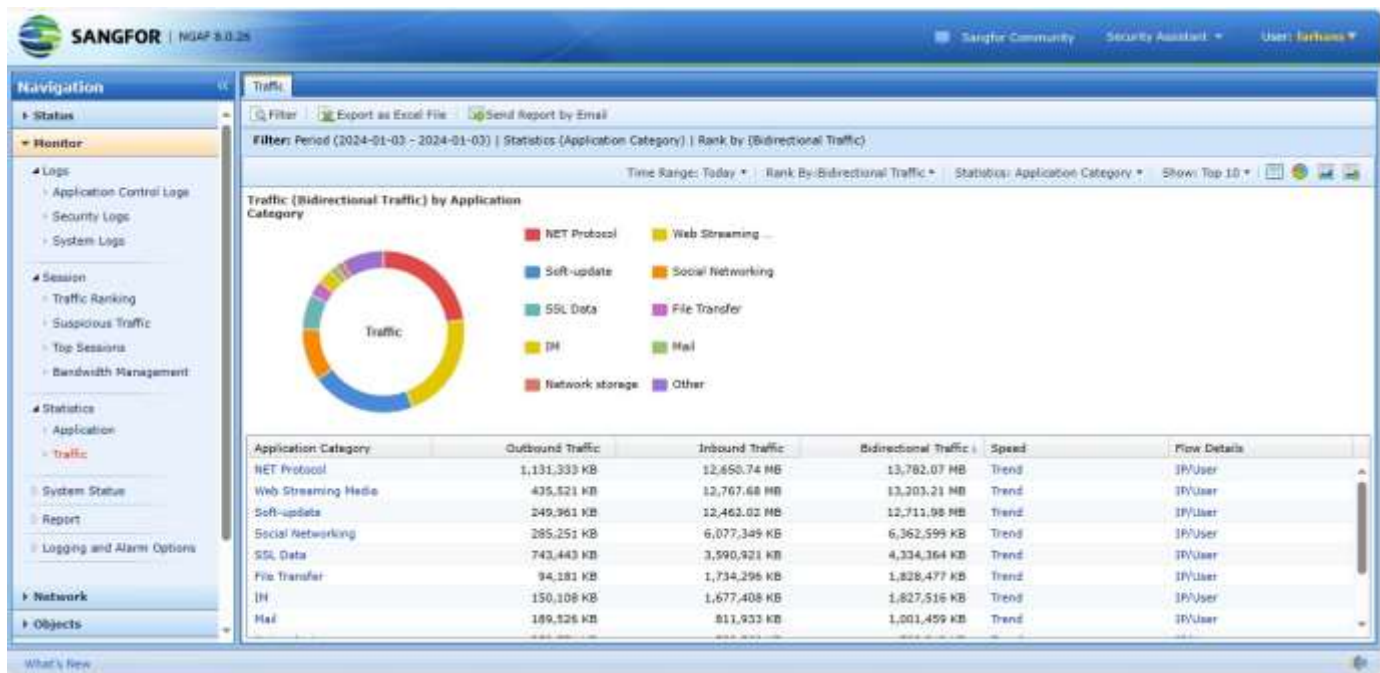 SANGFOR | NGAF 8.0.26
Sangfor Community Security Assistant User: farhans
Navigation
Status
Monitor
Logs
Application Control Logs
Security Logs
System Logs
Session
Traffic Ranking
Suspicious Traffic
Top Sessions
Bandwidth Management
Statistics
Application
Traffic
System Status
Report
Logging and Alarm Options
Network
Objects
Traffic
Filter Export as Excel File Send Report by Email
Filter: Period (2024-01-03 - 2024-01-03) | Statistics (Application Category) | Rank by (Bidirectional Traffic)
Time Range: Today Rank By:Bidirectional Traffic Statistics: Application Category Show: Top 10
Traffic (Bidirectional Traffic) by Application
Category
Traffic
NET Protocol Web Streaming ...
Soft-update Social Networking
SSL Data File Transfer
IM Mail
Network storage Other
Application Category Outbound Traffic Inbound Traffic Bidirectional Traffic Speed Flow Details
NET Protocol 1,131,333 KB 12,650.74 MB 13,782.07 MB Trend IP/User
Web Streaming Media 435,521 KB 12,767.68 MB 13,203.21 MB Trend IP/User
Soft-update 249,961 KB 12,462.02 MB 12,711.98 MB Trend IP/User
Social Networking 285,251 KB 6,077,349 KB 6,362,599 KB Trend IP/User
SSL Data 743,443 KB 3,590,921 KB 4,334,364 KB Trend IP/User
File Transfer 94,181 KB 1,734,296 KB 1,828,477 KB Trend IP/User
IM 150,108 KB 1,677,408 KB 1,827,516 KB Trend IP/User
Mail 189,526 KB 811,933 KB 1,001,459 KB Trend IP/User
What's New